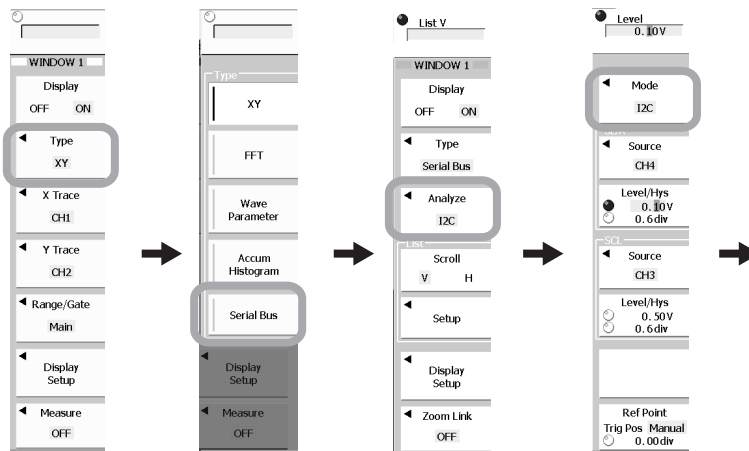 WINDOW 1
Display
OFF ON
Type
XY
X Trace
CH1
Y Trace
CH2
Range/Gate
Main
Display
Setup
Measure
OFF
Type
XY
FFT
Wave
Parameter
Accum
Histogram
Serial Bus
Display
Setup
Measure
OFF
List V
WINDOW 1
Display
OFF ON
Type
Serial Bus
Analyze
I2C
List
Scroll
V H
Setup
Display
Setup
Zoom Link
OFF
Level
0.10V
Mode
I2C
SDA
Source
CH4
Level/Hys
0.10V
0.6div
SCL
Source
CH3
Level/Hys
0.50V
0.6div
Ref Point
Trig Pos Manual
0.00div